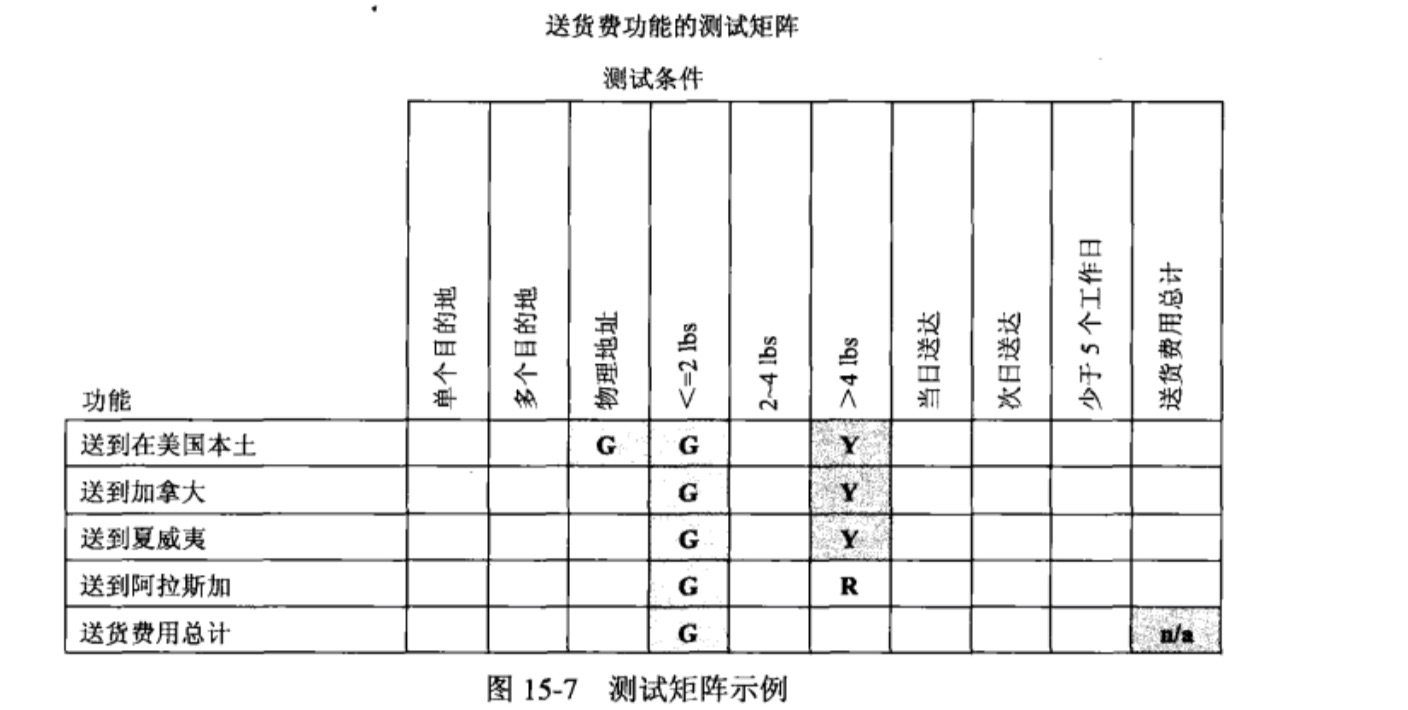 送货费功能的测试矩阵
测试条件
单个目的地
多个目的地
物理地址
<=2 lbs
2~4 lbs
>4 lbs
当日送达
次日送达
少于 5 个工作日
送货费用总计
功能
送到在美国本土 G G Y
送到加拿大 G Y
送到夏威夷 G Y
送到阿拉斯加 G R
送货费用总计 G n/a
图 15-7 测试矩阵示例